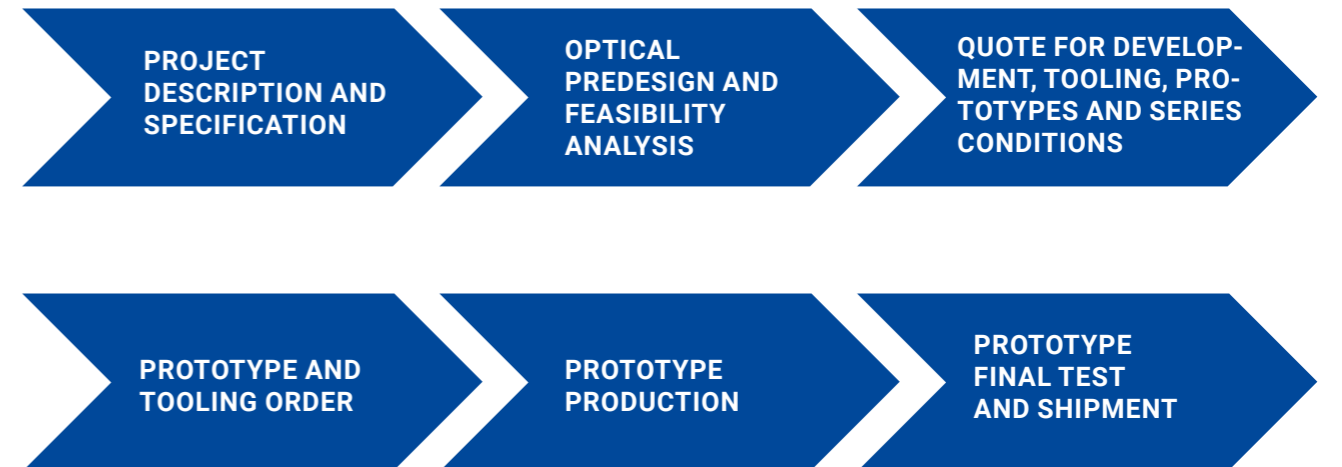 PROJECT
DESCRIPTION AND
SPECIFICATION
OPTICAL
PREDESIGN AND
FEASIBILITY
ANALYSIS
QUOTE FOR DEVELOP-
MENT, TOOLING, PRO-
TOTYPES AND SERIES
CONDITIONS
PROTOTYPE AND
TOOLING ORDER
PROTOTYPE
PRODUCTION
PROTOTYPE
FINAL TEST
AND SHIPMENT